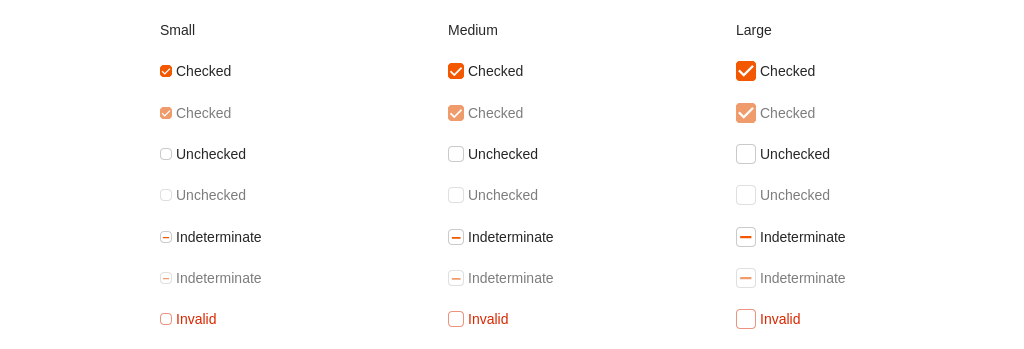 Small Medium Large
Checked Checked Checked
Checked Checked Checked
Unchecked Unchecked Unchecked
Unchecked Unchecked Unchecked
Indeterminate Indeterminate Indeterminate
Indeterminate Indeterminate Indeterminate
Invalid Invalid Invalid